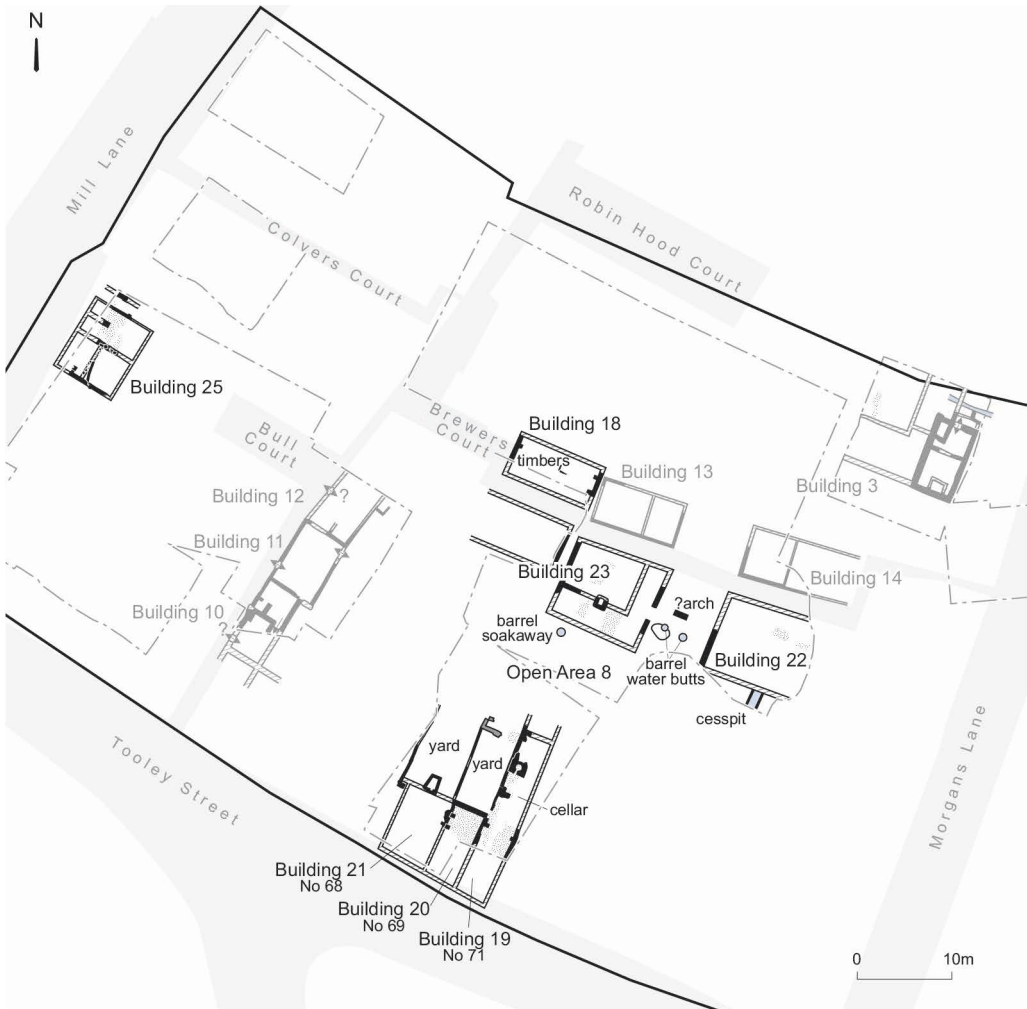 N
Mill Lane
Robin Hood Court
Colvers Court
Building 25
Brewers
Court
Building 18
timbers
Bull
Court
Building 13
Building 12
?
Building 3
Building 11
Building 23
Building 14
Building 10
?
?arch
barrel
soakaway
Open Area 8
barrel
water butts
Building 22
cesspit
Tooley Street
yard
yard
cellar
Morgans Lane
Building 21
No 68
Building 20
No 69
Building 19
No 71
0
10m